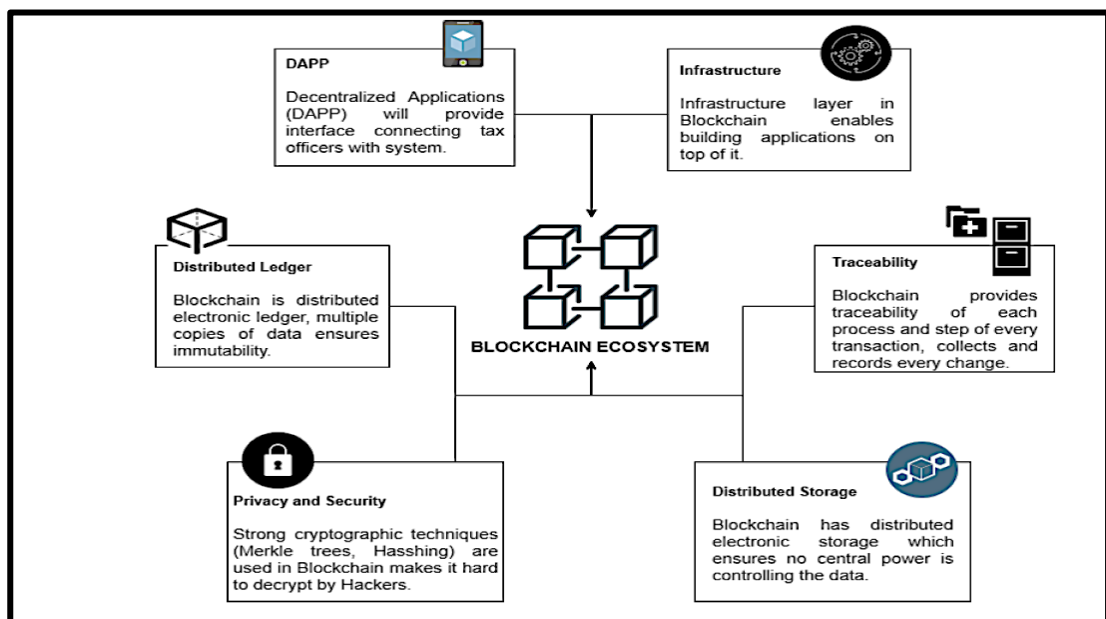 DAPP
Decentralized Applications
(DAPP) will provide
interface connecting tax
officers with system.
Infrastructure
Infrastructure layer in
Blockchain enables
building applications on
top of it.
Distributed Ledger
Blockchain is distributed
electronic ledger, multiple
copies of data ensures
immutability.
BLOCKCHAIN ECOSYSTEM
Traceability
Blockchain provides
traceability of each
process and step of every
transaction, collects and
records every change.
Privacy and Security
Strong cryptographic techniques
(Merkle trees, Hasshing) are
used in Blockchain makes it hard
to decrypt by Hackers.
Distributed Storage
Blockchain has distributed
electronic storage which
ensures no central power is
controlling the data.